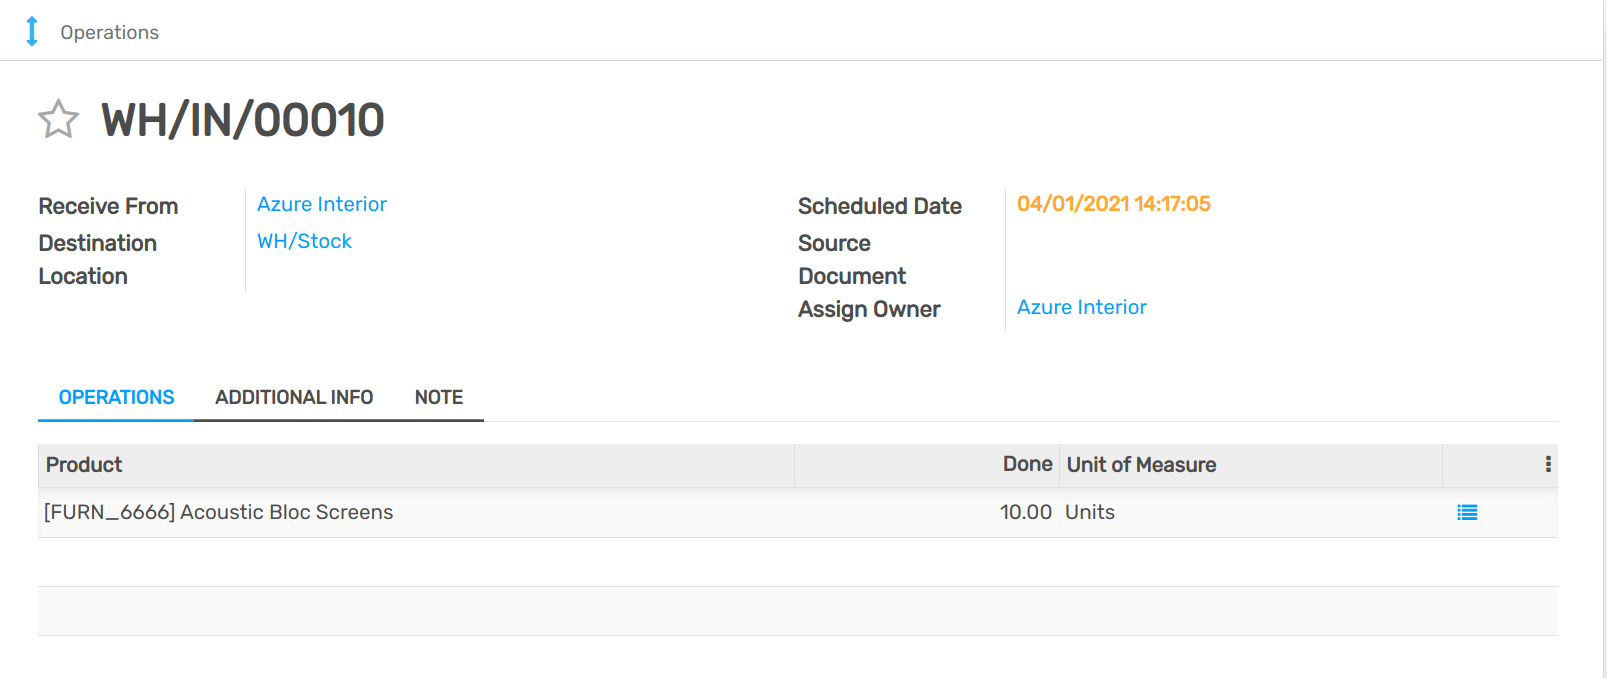 Operations
WH/IN/00010
Receive From Azure Interior
Destination Location WH/Stock
Scheduled Date 04/01/2021 14:17:05
Source Document
Assign Owner Azure Interior
OPERATIONS ADDITIONAL INFO NOTE
Product Done Unit of Measure
[FURN_6666] Acoustic Bloc Screens 10.00 Units